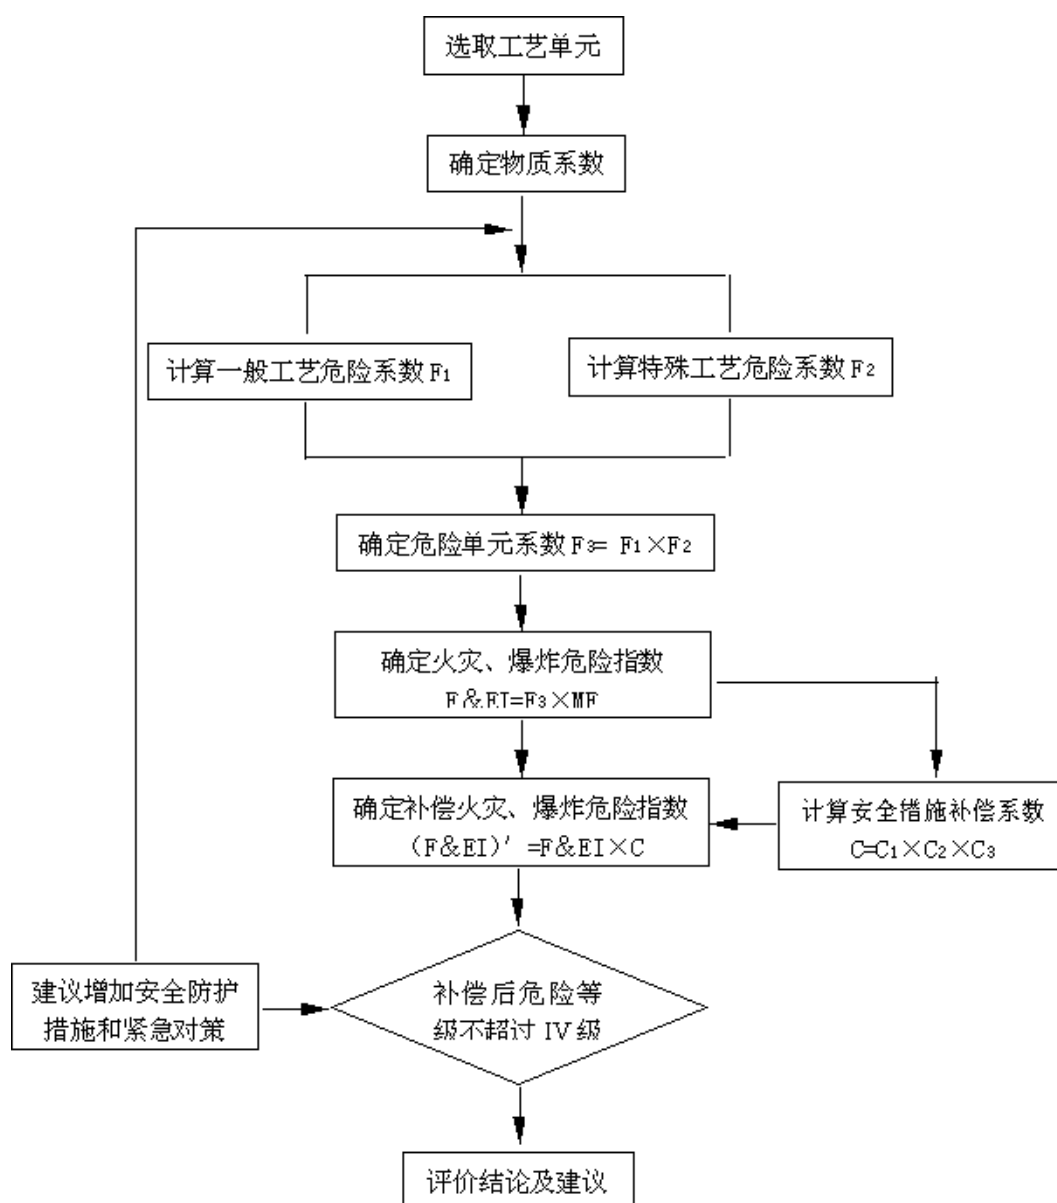 选取工艺单元
确定物质系数
计算一般工艺危险系数 F₁
计算特殊工艺危险系数 F₂
确定危险单元系数 F₃= F₁×F₂
确定火灾、爆炸危险指数
F&EI=F₃×MF
确定补偿火灾、爆炸危险指数
(F&EI)′=F&EI×C
计算安全措施补偿系数
C=C₁×C₂×C₃
建议增加安全防护
措施和紧急对策
补偿后危险等
级不超过 IV 级
评价结论及建议